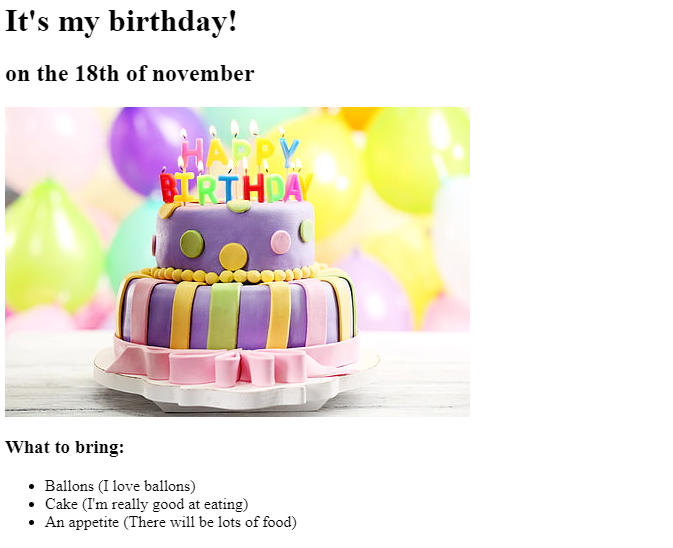 It's my birthday!
on the 18th of november
HAPPY
BIRTHDAY
What to bring:
Ballons (I love ballons)
Cake (I'm really good at eating)
An appetite (There will be lots of food)